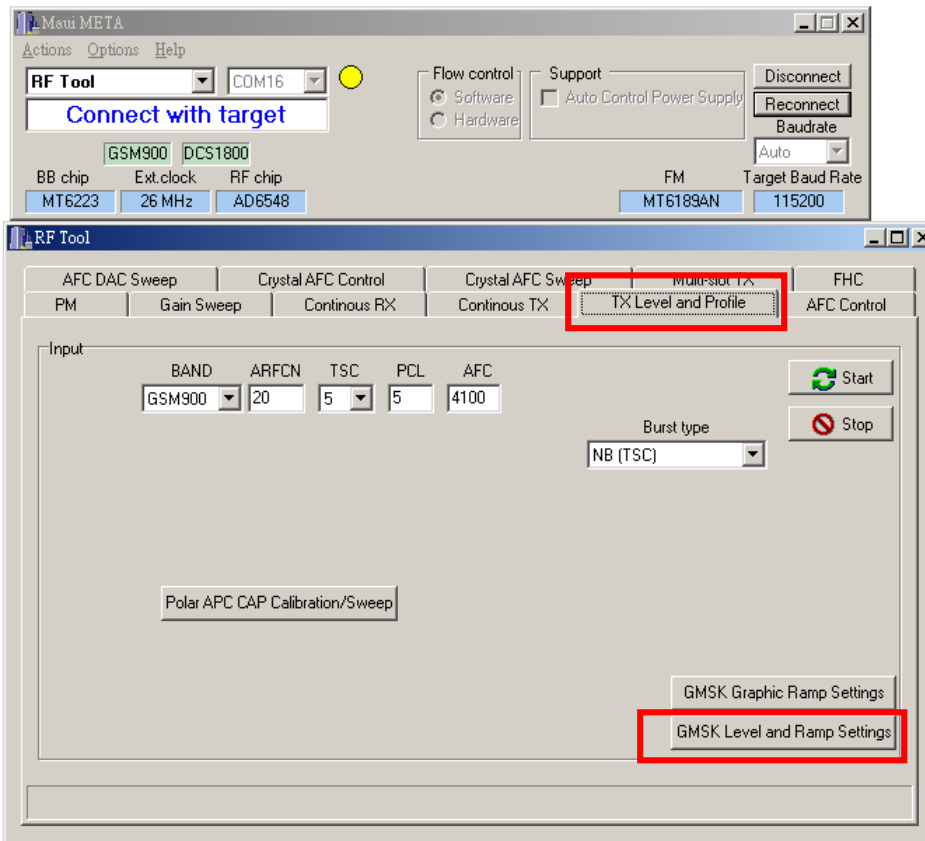 Maui META
Actions Options Help
RF Tool COM16
Connect with target
GSM900 DCS1800
Flow control
Software
Hardware
Support
Auto Control Power Supply
Disconnect
Reconnect
Baudrate
Auto
BB chip Ext.clock RF chip FM Target Baud Rate
MT6223 26 MHz AD6548 MT6189AN 115200
RF Tool
AFC DAC Sweep Crystal AFC Control Crystal AFC Sweep Multi-slot TX FHC
PM Gain Sweep Continous RX Continous TX TX Level and Profile AFC Control
Input
BAND ARFCN TSC PCL AFC
GSM900 20 5 5 4100
Start
Stop
Burst type
NB (TSC)
Polar APC CAP Calibration/Sweep
GMSK Graphic Ramp Settings
GMSK Level and Ramp Settings